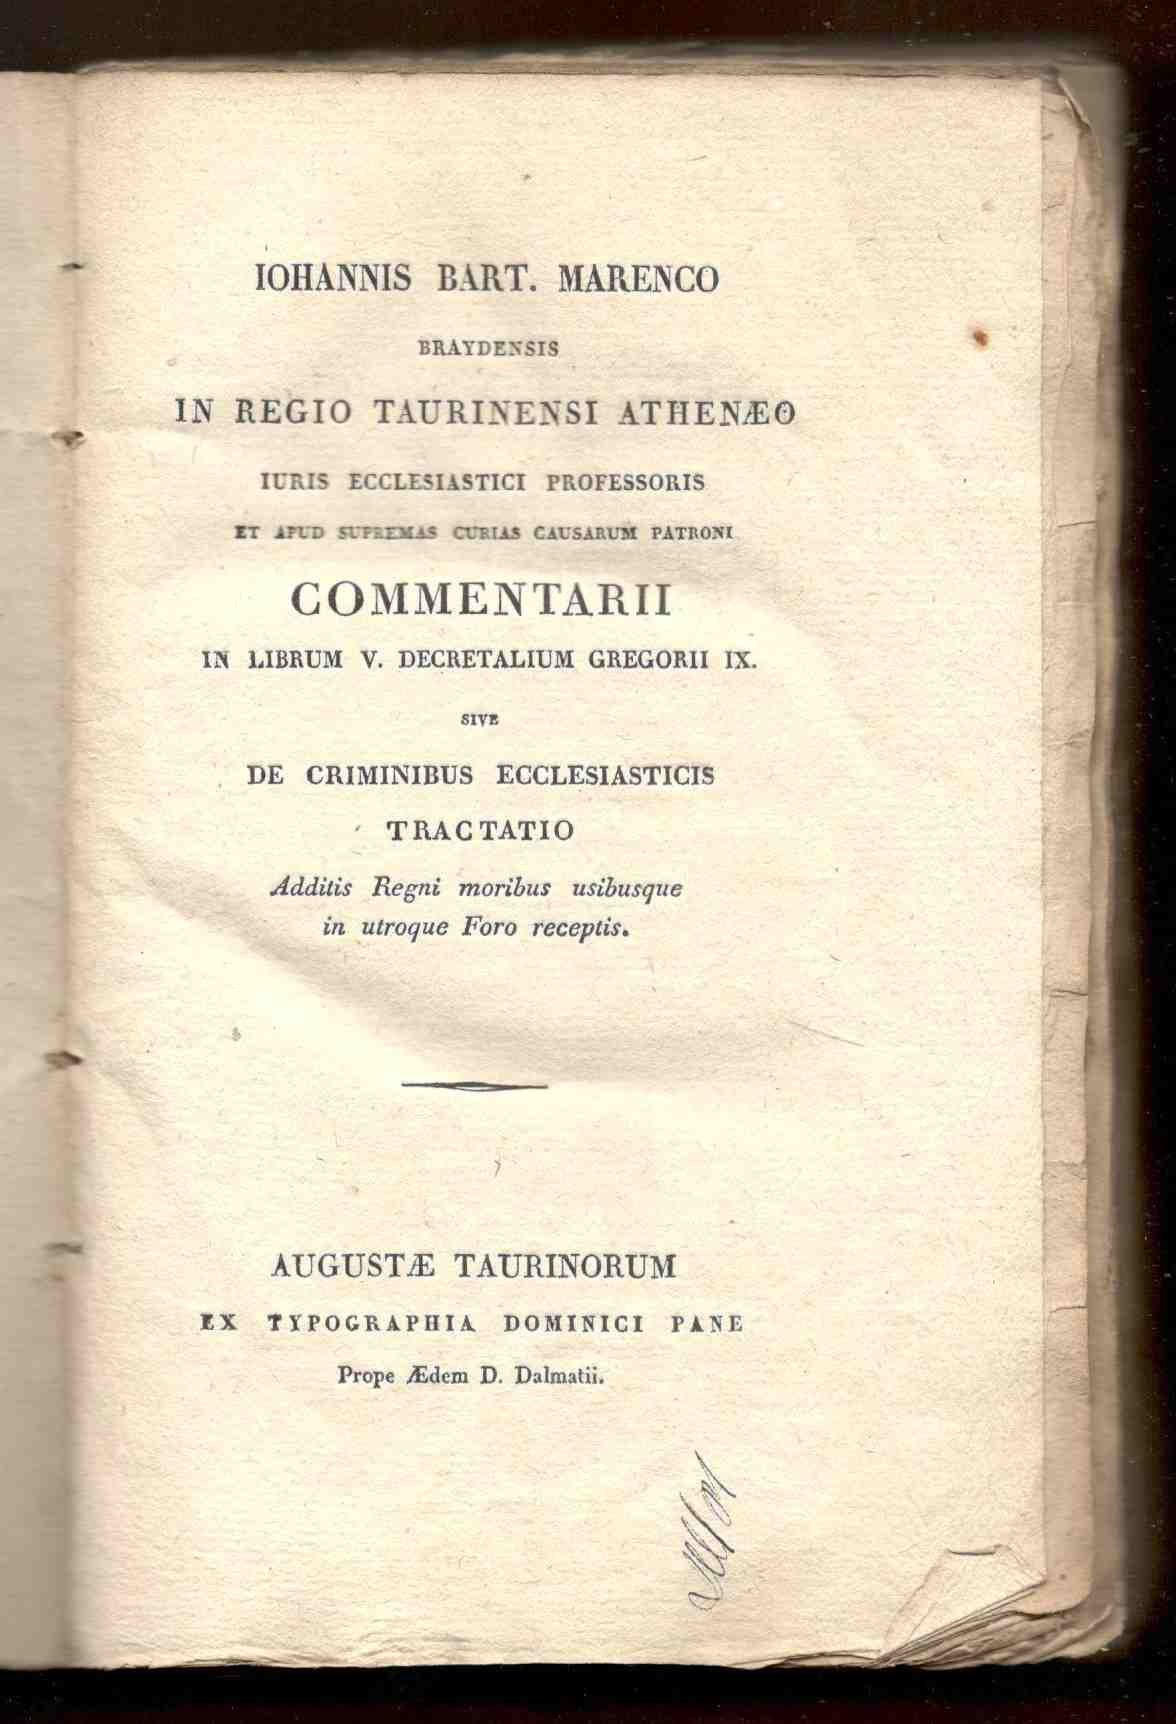 IOHANNIS BART. MARENCO
BRAYDENSIS
IN REGIO TAURINENSI ATHENÆO
IURIS ECCLESIASTICI PROFESSORIS
ET APUD SUPREMAS CURIAS CAUSARUM PATRONI
COMMENTARII
IN LIBRUM V. DECRETALIUM GREGORII IX.
SIVE
DE CRIMINIBUS ECCLESIASTICIS
TRACTATIO
Additis Regni moribus usibusque
in utroque Foro receptis.
AUGUSTÆ TAURINORUM
EX TYPOGRAPHIA DOMINICI PANE
Prope Ædem D. Dalmatii.